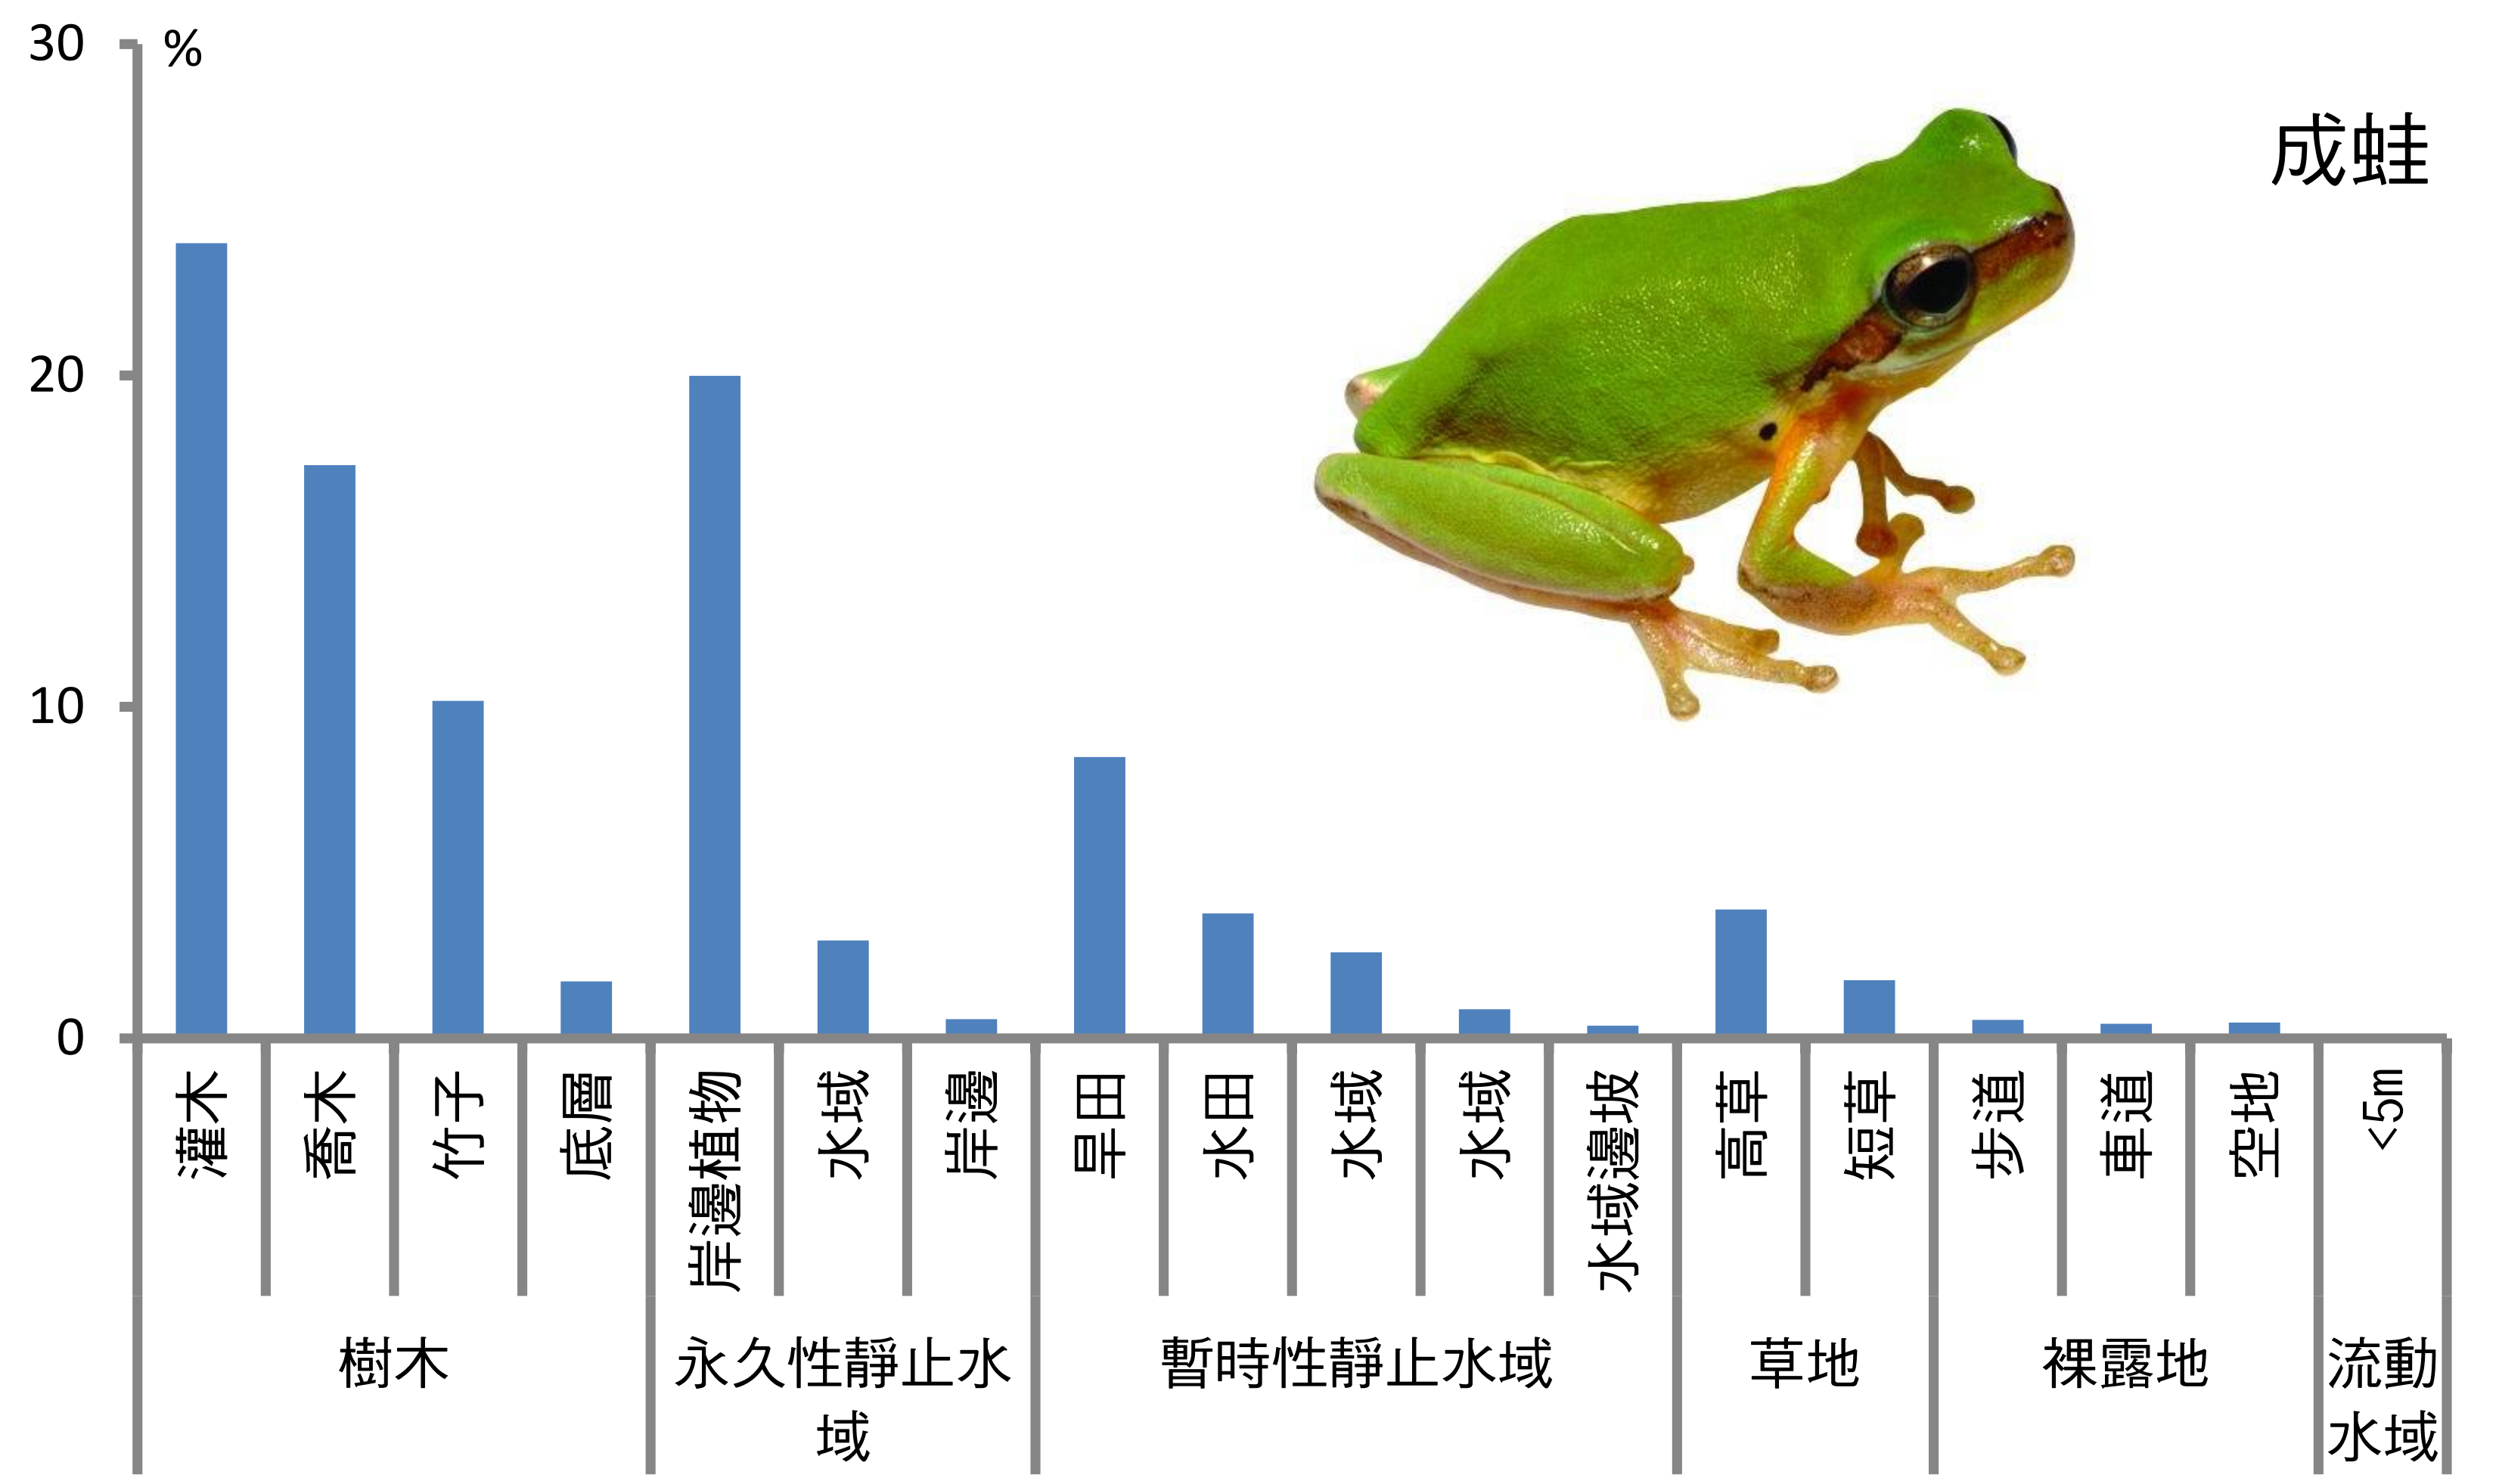 30
%
成蛙
20
10
0
灌木
喬木
竹子
底層
岸邊植物
水域
岸邊
旱田
水田
水域
水域
水域邊坡
高草
短草
步道
車道
空地
<5m
樹木
永久性靜止水
域
暫時性靜止水域
草地
裸露地
流動
水域